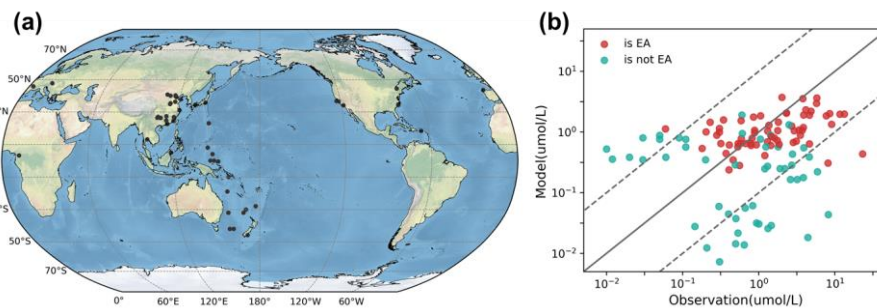 (a)
70°N
50°N
50°S
70°S
0° 60°E 120°E 180° 120°W 60°W
(b)
is EA
is not EA
Model(umol/L)
10¹
10⁰
10⁻¹
10⁻²
10⁻² 10⁻¹ 10⁰ 10¹
Observation(umol/L)